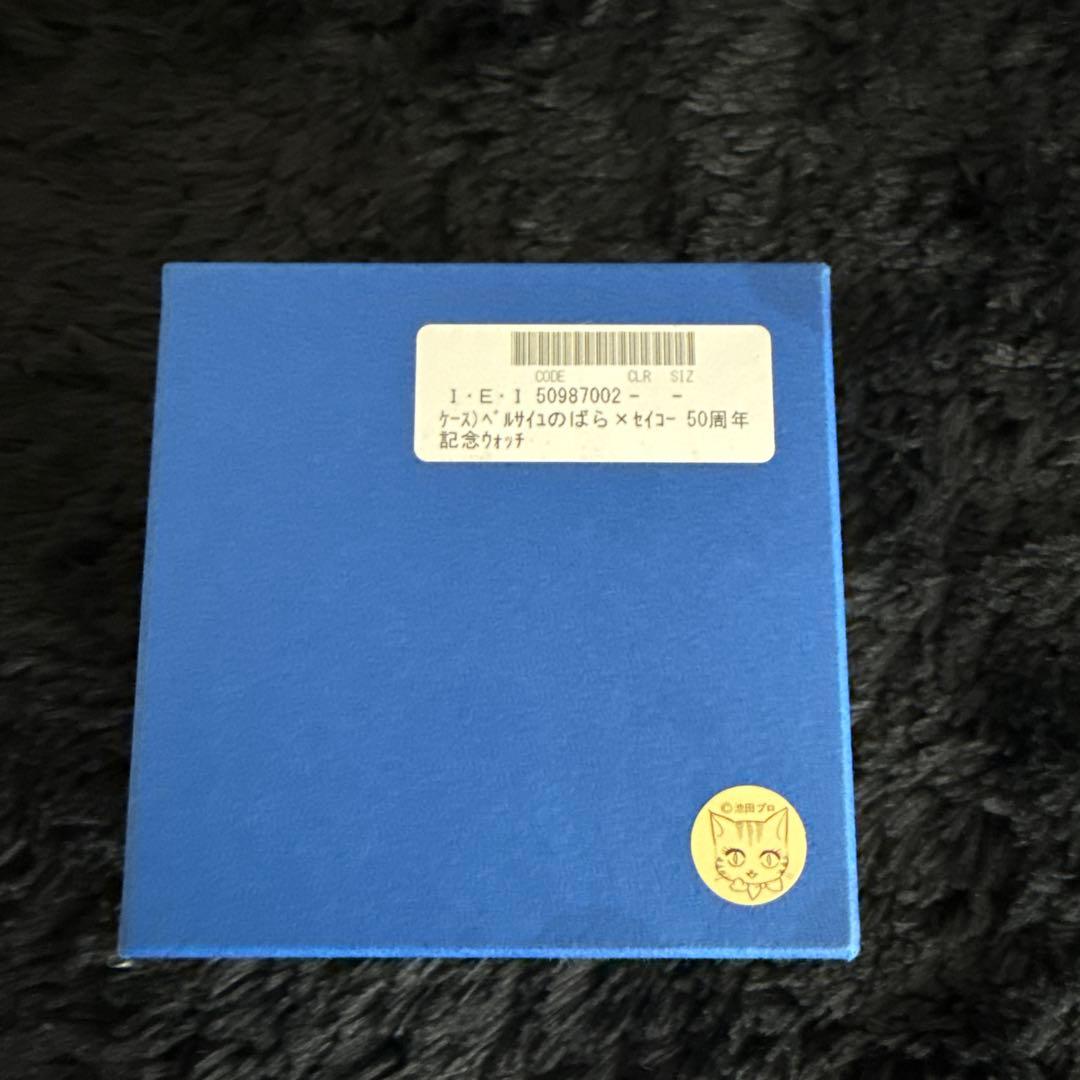 CODE CLR SIZ
I・E・I 50987002 - -
ｹｰｽ)ﾍﾞﾙｻｲﾕのばら×ｾｲｺｰ 50周年
記念ｳｫｯﾁ
©池田プロ